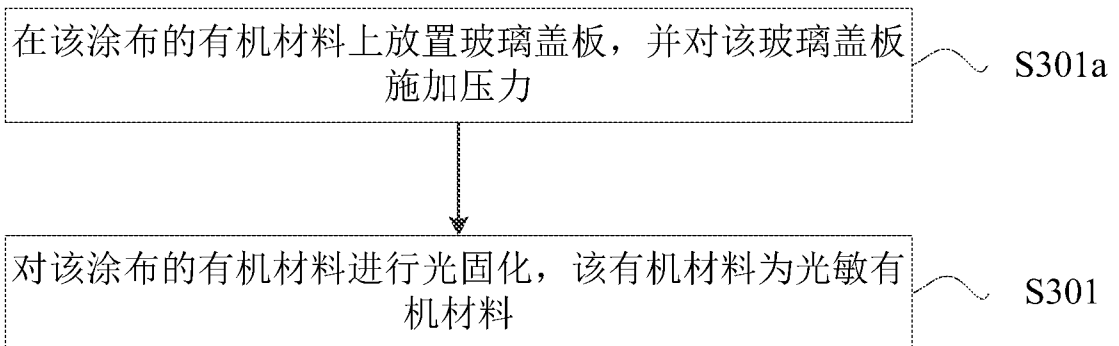 在该涂布的有机材料上放置玻璃盖板，并对该玻璃盖板
施加压力
S301a
对该涂布的有机材料进行光固化，该有机材料为光敏有
机材料
S301